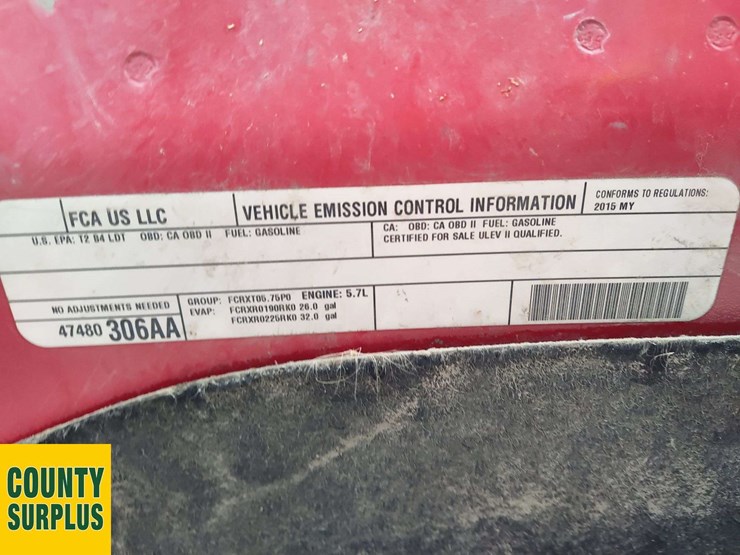 FCA US LLC
VEHICLE EMISSION CONTROL INFORMATION
CONFORMS TO REGULATIONS:
2015 MY
U.S. EPA: T2 B4 LDT OBD: CA OBD II FUEL: GASOLINE
CA: OBD: CA OBD II FUEL: GASOLINE
CERTIFIED FOR SALE ULEV II QUALIFIED.
NO ADJUSTMENTS NEEDED
47480 306AA
GROUP: FCRXT05.75P0 ENGINE: 5.7L
EVAP: FCRXR0190RK0 26.0 gal
FCRXR0225RK0 32.0 gal
COUNTY
SURPLUS